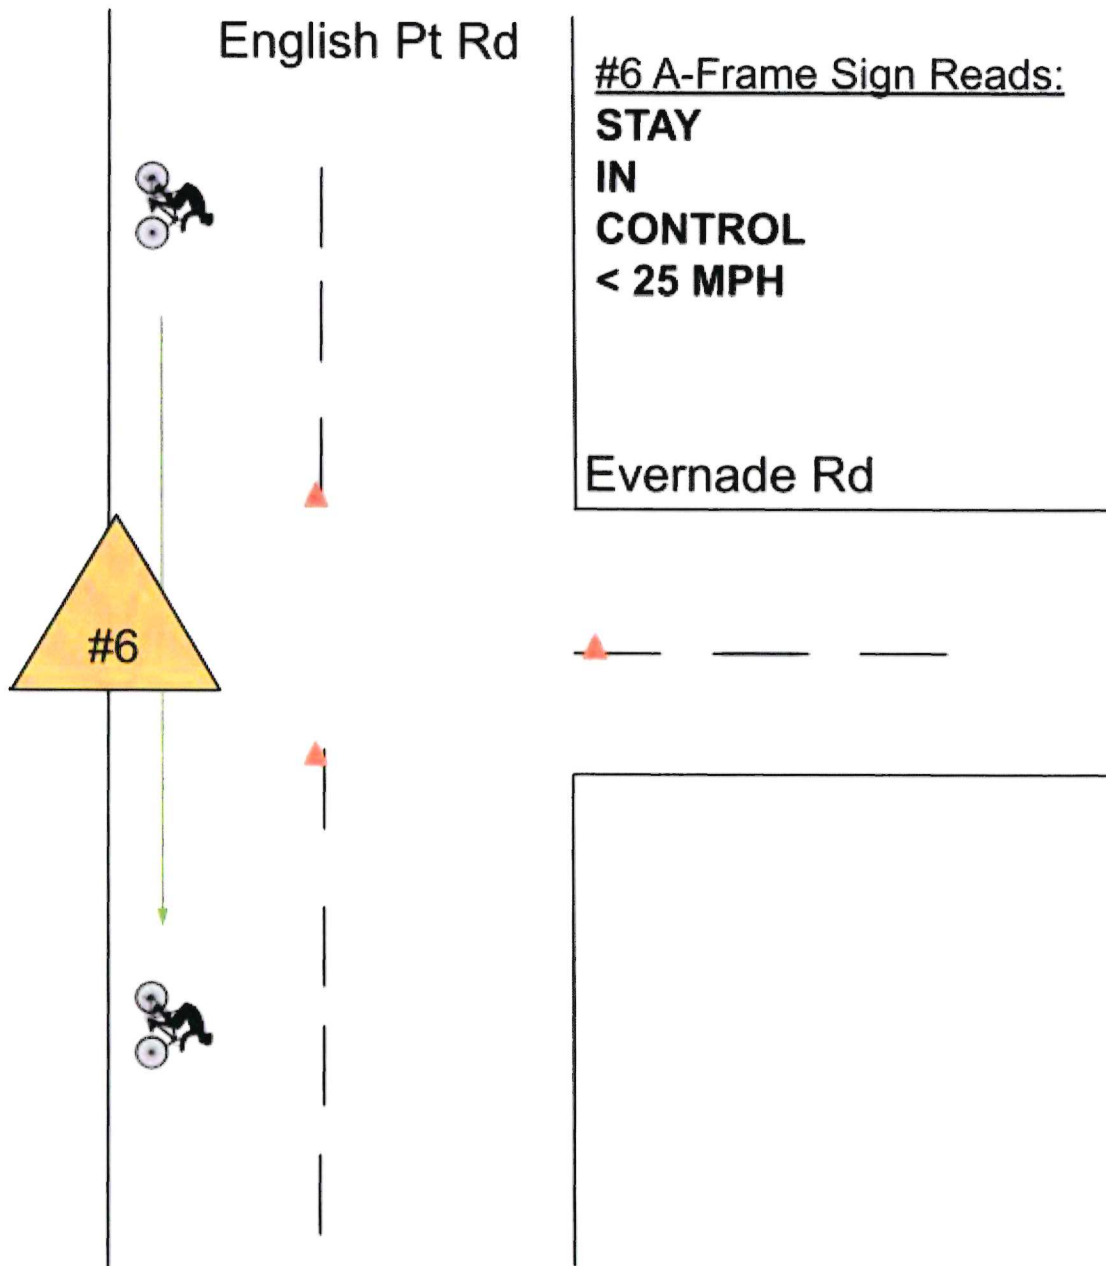 English Pt Rd
#6 A-Frame Sign Reads:
STAY
IN
CONTROL
< 25 MPH
Evernade Rd
#6